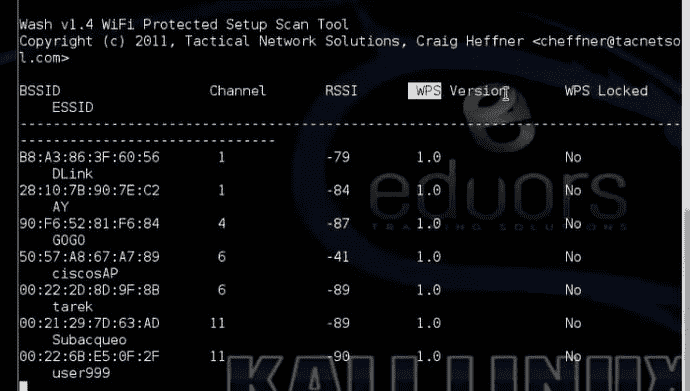 Wash v1.4 WiFi Protected Setup Scan Tool
Copyright (c) 2011, Tactical Network Solutions, Craig Heffner <cheffner@tacnetso
l.com>
BSSID Channel RSSI WPS Version WPS Locked
ESSID
--------------------------------------------------------------------------------
-------------------------------
B8:A3:86:3F:60:56 1 -79 1.0 No
DLink
28:10:7B:90:7E:C2 1 -84 1.0 No
AY
90:F6:52:81:F6:84 4 -87 1.0 No
GOGO
50:57:A8:67:A7:89 6 -41 1.0 No
ciscosAP
00:22:2D:8D:9F:8B 6 -89 1.0 No
tarek
00:21:29:7D:63:AD 11 -89 1.0 No
Subacqueo
00:22:6B:E5:0F:2F 11 -90 1.0 No
user999
eduors
TRAINING SOLUTIONS
KALI LINUX